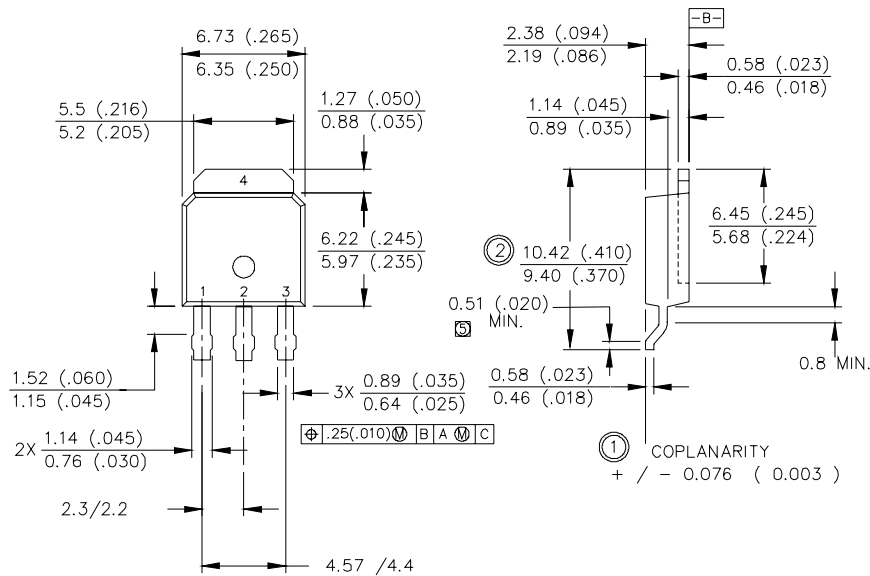 6.73 (.265)
6.35 (.250)
5.5 (.216)
5.2 (.205)
1.27 (.050)
0.88 (.035)
4
6.22 (.245)
5.97 (.235)
1 2 3
1.52 (.060)
1.15 (.045)
3X 0.89 (.035)
0.64 (.025)
2X 1.14 (.045)
0.76 (.030)
⌖ .25(.010) Ⓜ B A Ⓜ C
2.3/2.2
4.57 /4.4
-B-
2.38 (.094)
2.19 (.086)
0.58 (.023)
0.46 (.018)
1.14 (.045)
0.89 (.035)
6.45 (.245)
5.68 (.224)
② 10.42 (.410)
9.40 (.370)
0.51 (.020)
5 MIN.
0.8 MIN.
0.58 (.023)
0.46 (.018)
① COPLANARITY
+ / - 0.076 ( 0.003 )